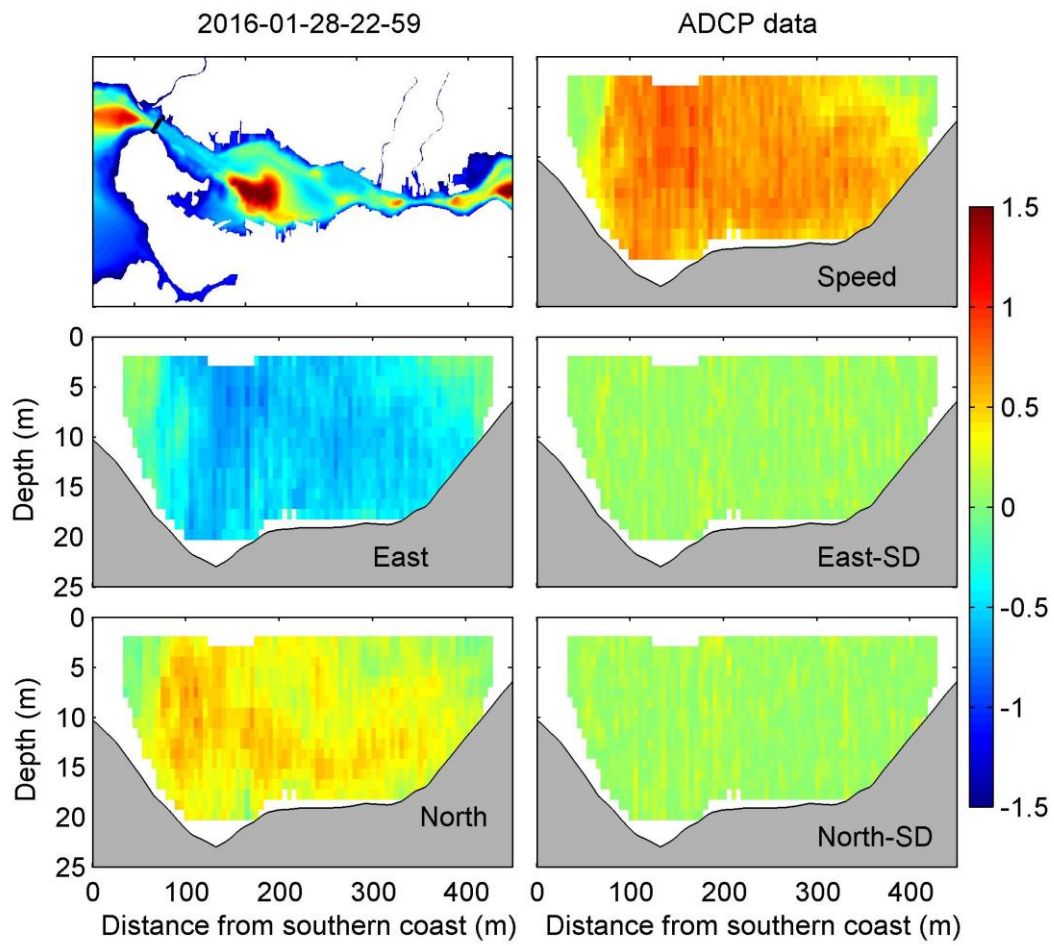 2016-01-28-22-59
ADCP data
Speed
1.5
1
0.5
0
-0.5
-1
-1.5
0
5
10
15
20
25
Depth (m)
East
East-SD
0
5
10
15
20
25
Depth (m)
North
North-SD
0 100 200 300 400
0 100 200 300 400
Distance from southern coast (m)
Distance from southern coast (m)